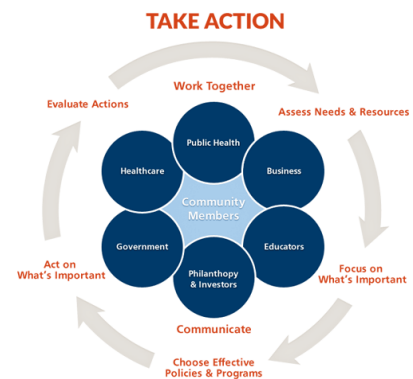 TAKE ACTION
Work Together
Evaluate Actions
Assess Needs & Resources
Public Health
Healthcare
Business
Community
Members
Government
Educators
Philanthopy
& Investors
Act on
What's Important
Focus on
What's Important
Communicate
Choose Effective
Policies & Programs